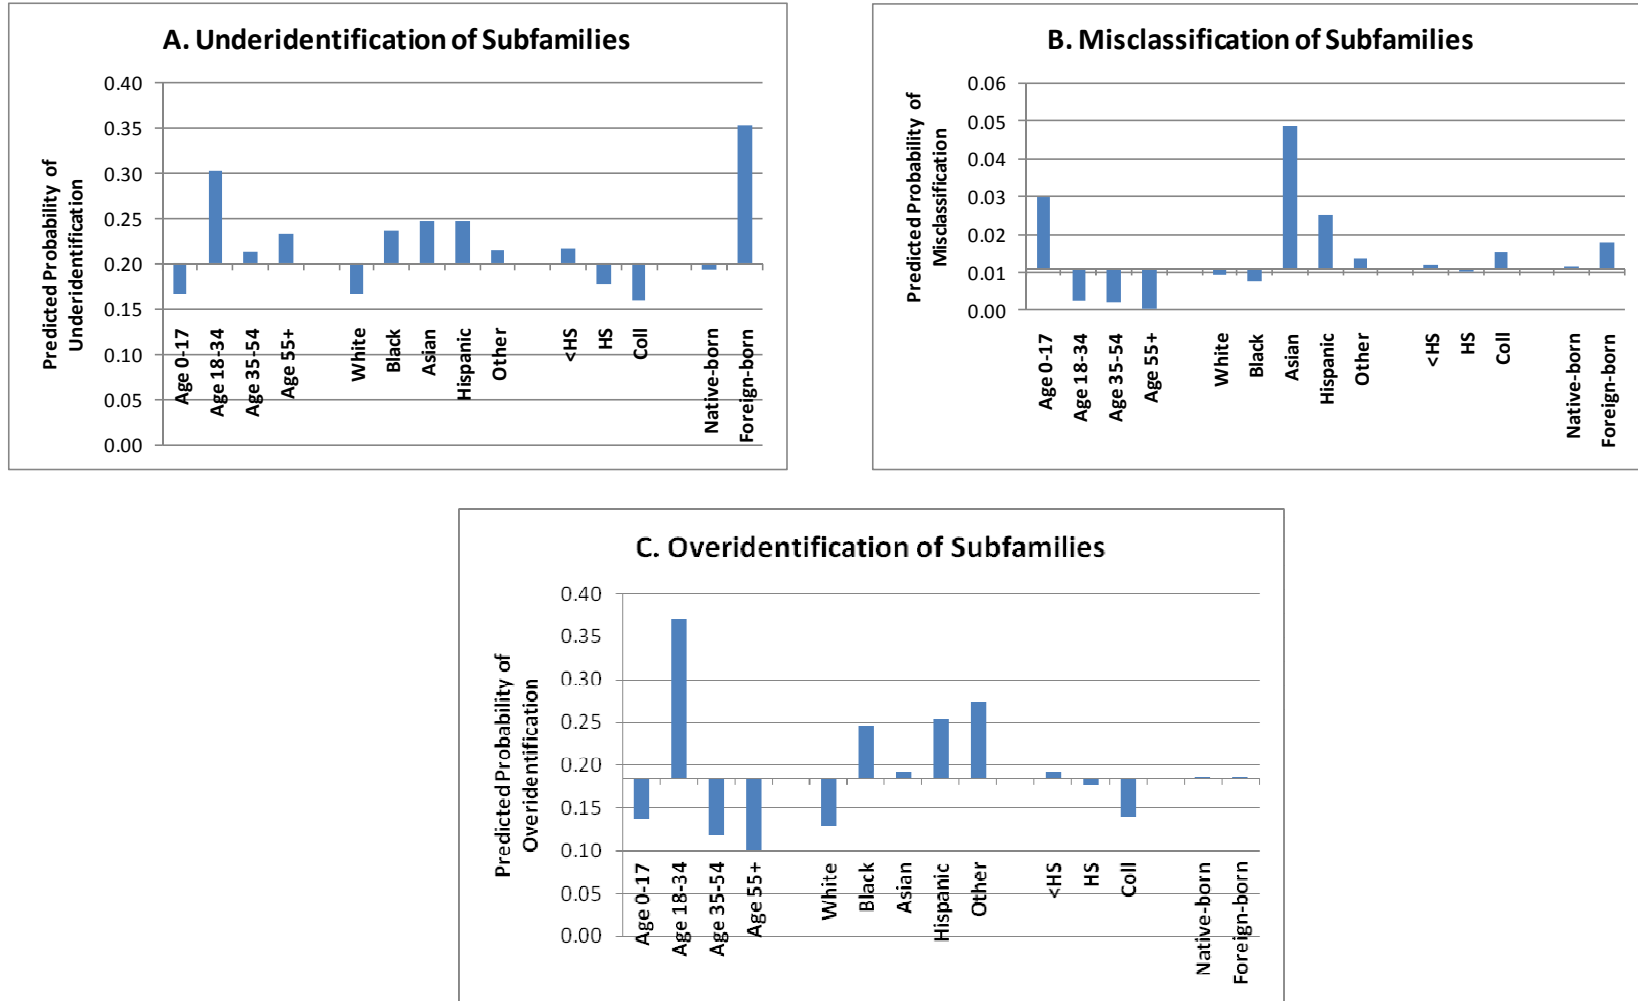 A. Underidentification of Subfamilies
Predicted Probability of
Underidentification
0.40
0.35
0.30
0.25
0.20
0.15
0.10
0.05
0.00
Age 0-17
Age 18-34
Age 35-54
Age 55+
White
Black
Asian
Hispanic
Other
<HS
HS
Coll
Native-born
Foreign-born
B. Misclassification of Subfamilies
Predicted Probability of
Misclassification
0.06
0.05
0.04
0.03
0.02
0.01
0.00
Age 0-17
Age 18-34
Age 35-54
Age 55+
White
Black
Asian
Hispanic
Other
<HS
HS
Coll
Native-born
Foreign-born
C. Overidentification of Subfamilies
Predicted Probability of
Overidentification
0.40
0.35
0.30
0.25
0.20
0.15
0.10
0.05
0.00
Age 0-17
Age 18-34
Age 35-54
Age 55+
White
Black
Asian
Hispanic
Other
<HS
HS
Coll
Native-born
Foreign-born